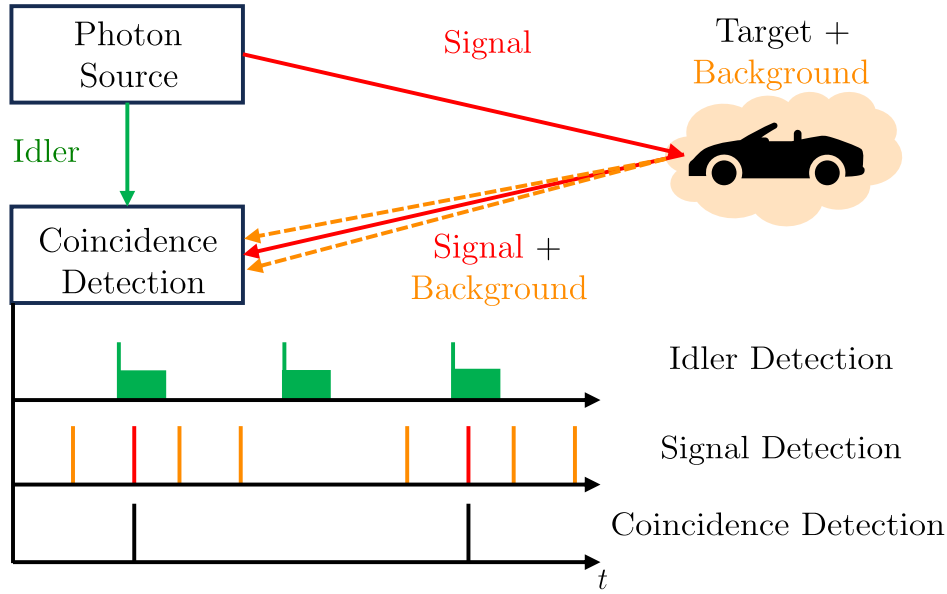 Photon
Source
Signal
Target +
Background
Idler
Coincidence
Detection
Signal +
Background
Idler Detection
Signal Detection
Coincidence Detection
t